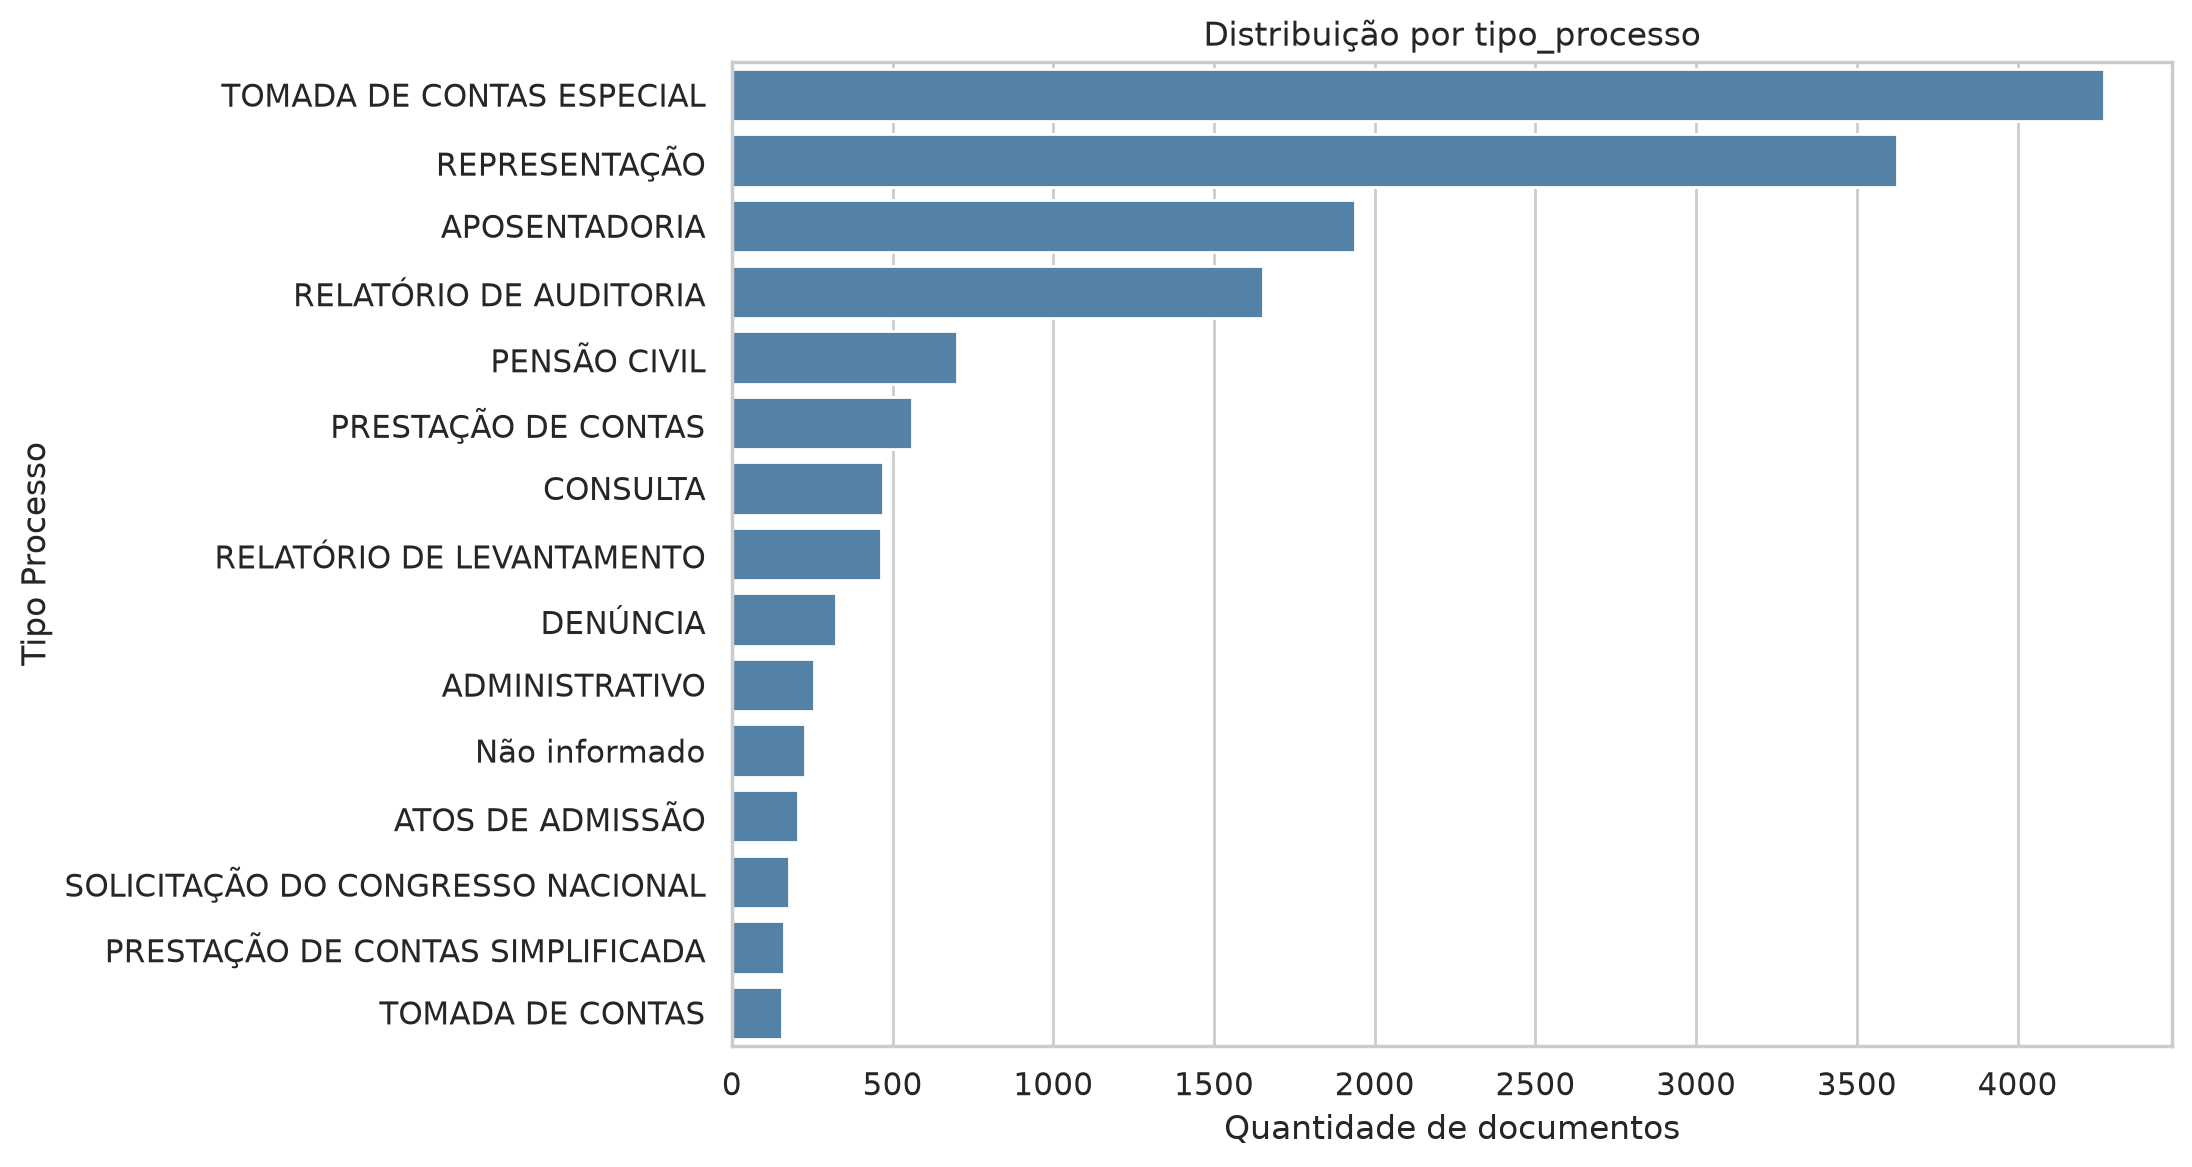 Distribuição por tipo_processo
TOMADA DE CONTAS ESPECIAL
REPRESENTAÇÃO
APOSENTADORIA
RELATÓRIO DE AUDITORIA
PENSÃO CIVIL
PRESTAÇÃO DE CONTAS
CONSULTA
RELATÓRIO DE LEVANTAMENTO
DENÚNCIA
ADMINISTRATIVO
Não informado
ATOS DE ADMISSÃO
SOLICITAÇÃO DO CONGRESSO NACIONAL
PRESTAÇÃO DE CONTAS SIMPLIFICADA
TOMADA DE CONTAS
Tipo Processo
0 500 1000 1500 2000 2500 3000 3500 4000
Quantidade de documentos